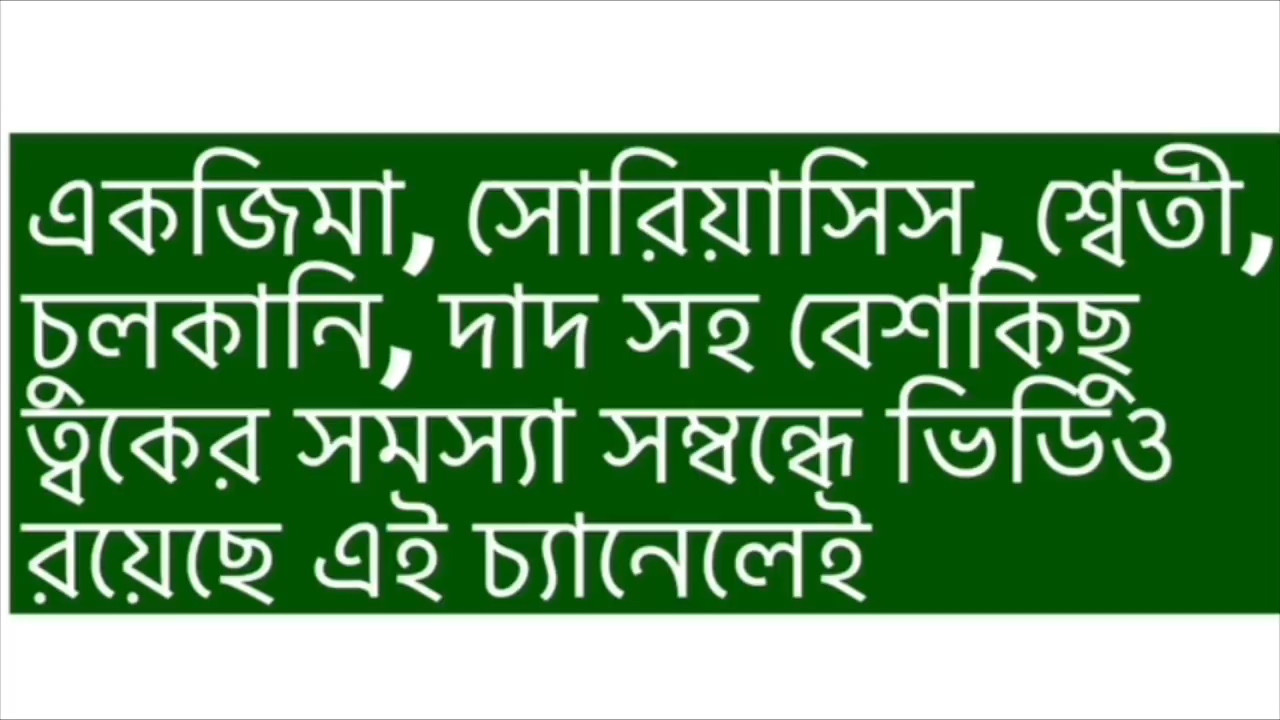 একজিমা, সোরিয়াসিস, শ্বেতী,
চুলকানি, দাদ সহ বেশকিছু
ত্বকের সমস্যা সম্বন্ধে ভিডিও
রয়েছে এই চ্যানেলেই